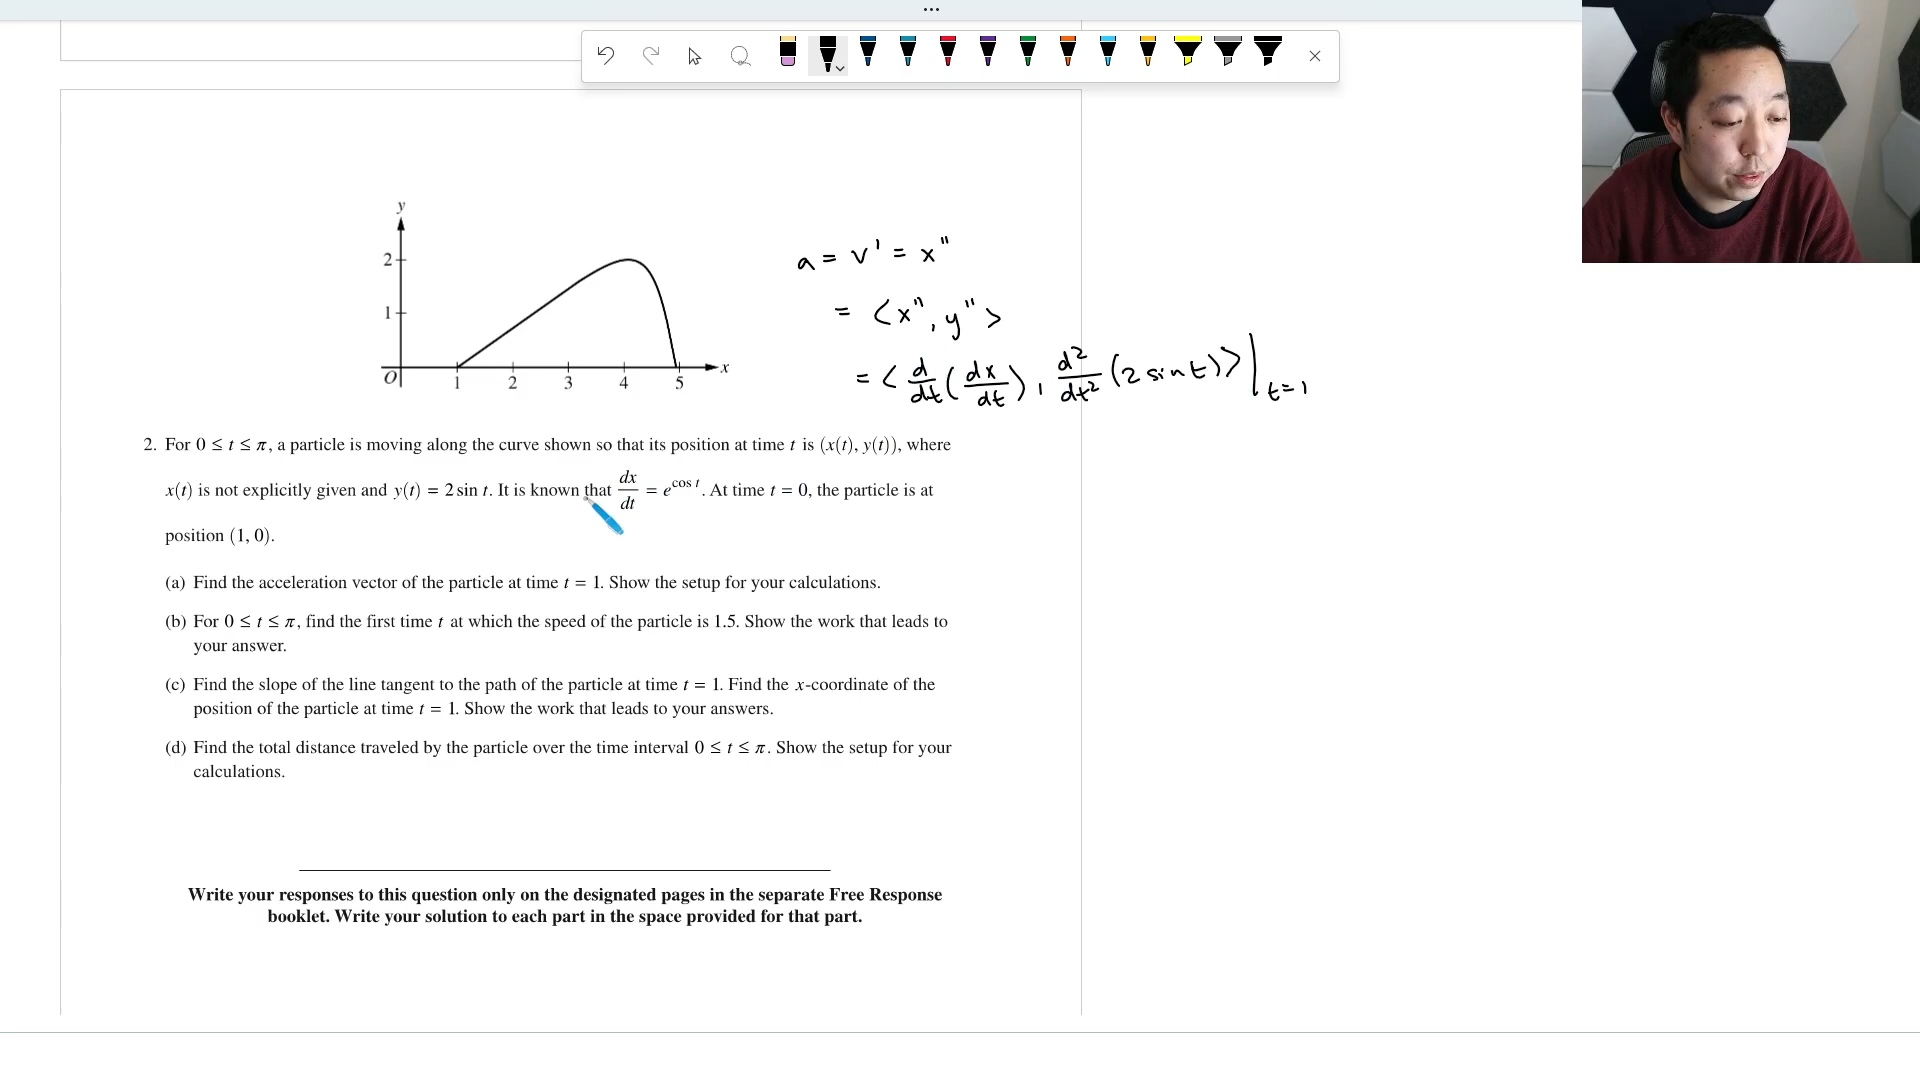 ...
y
2
1
O
1
2
3
4
5
x
a = v' = x"
= <x", y">
= <d/dt(dx/dt), d²/dt²(2 sin t)>|t=1
2. For 0 ≤ t ≤ π, a particle is moving along the curve shown so that its position at time t is (x(t), y(t)), where
x(t) is not explicitly given and y(t) = 2 sin t. It is known that dx/dt = e^(cos t). At time t = 0, the particle is at
position (1, 0).
(a) Find the acceleration vector of the particle at time t = 1. Show the setup for your calculations.
(b) For 0 ≤ t ≤ π, find the first time t at which the speed of the particle is 1.5. Show the work that leads to
your answer.
(c) Find the slope of the line tangent to the path of the particle at time t = 1. Find the x-coordinate of the
position of the particle at time t = 1. Show the work that leads to your answers.
(d) Find the total distance traveled by the particle over the time interval 0 ≤ t ≤ π. Show the setup for your
calculations.
Write your responses to this question only on the designated pages in the separate Free Response
booklet. Write your solution to each part in the space provided for that part.